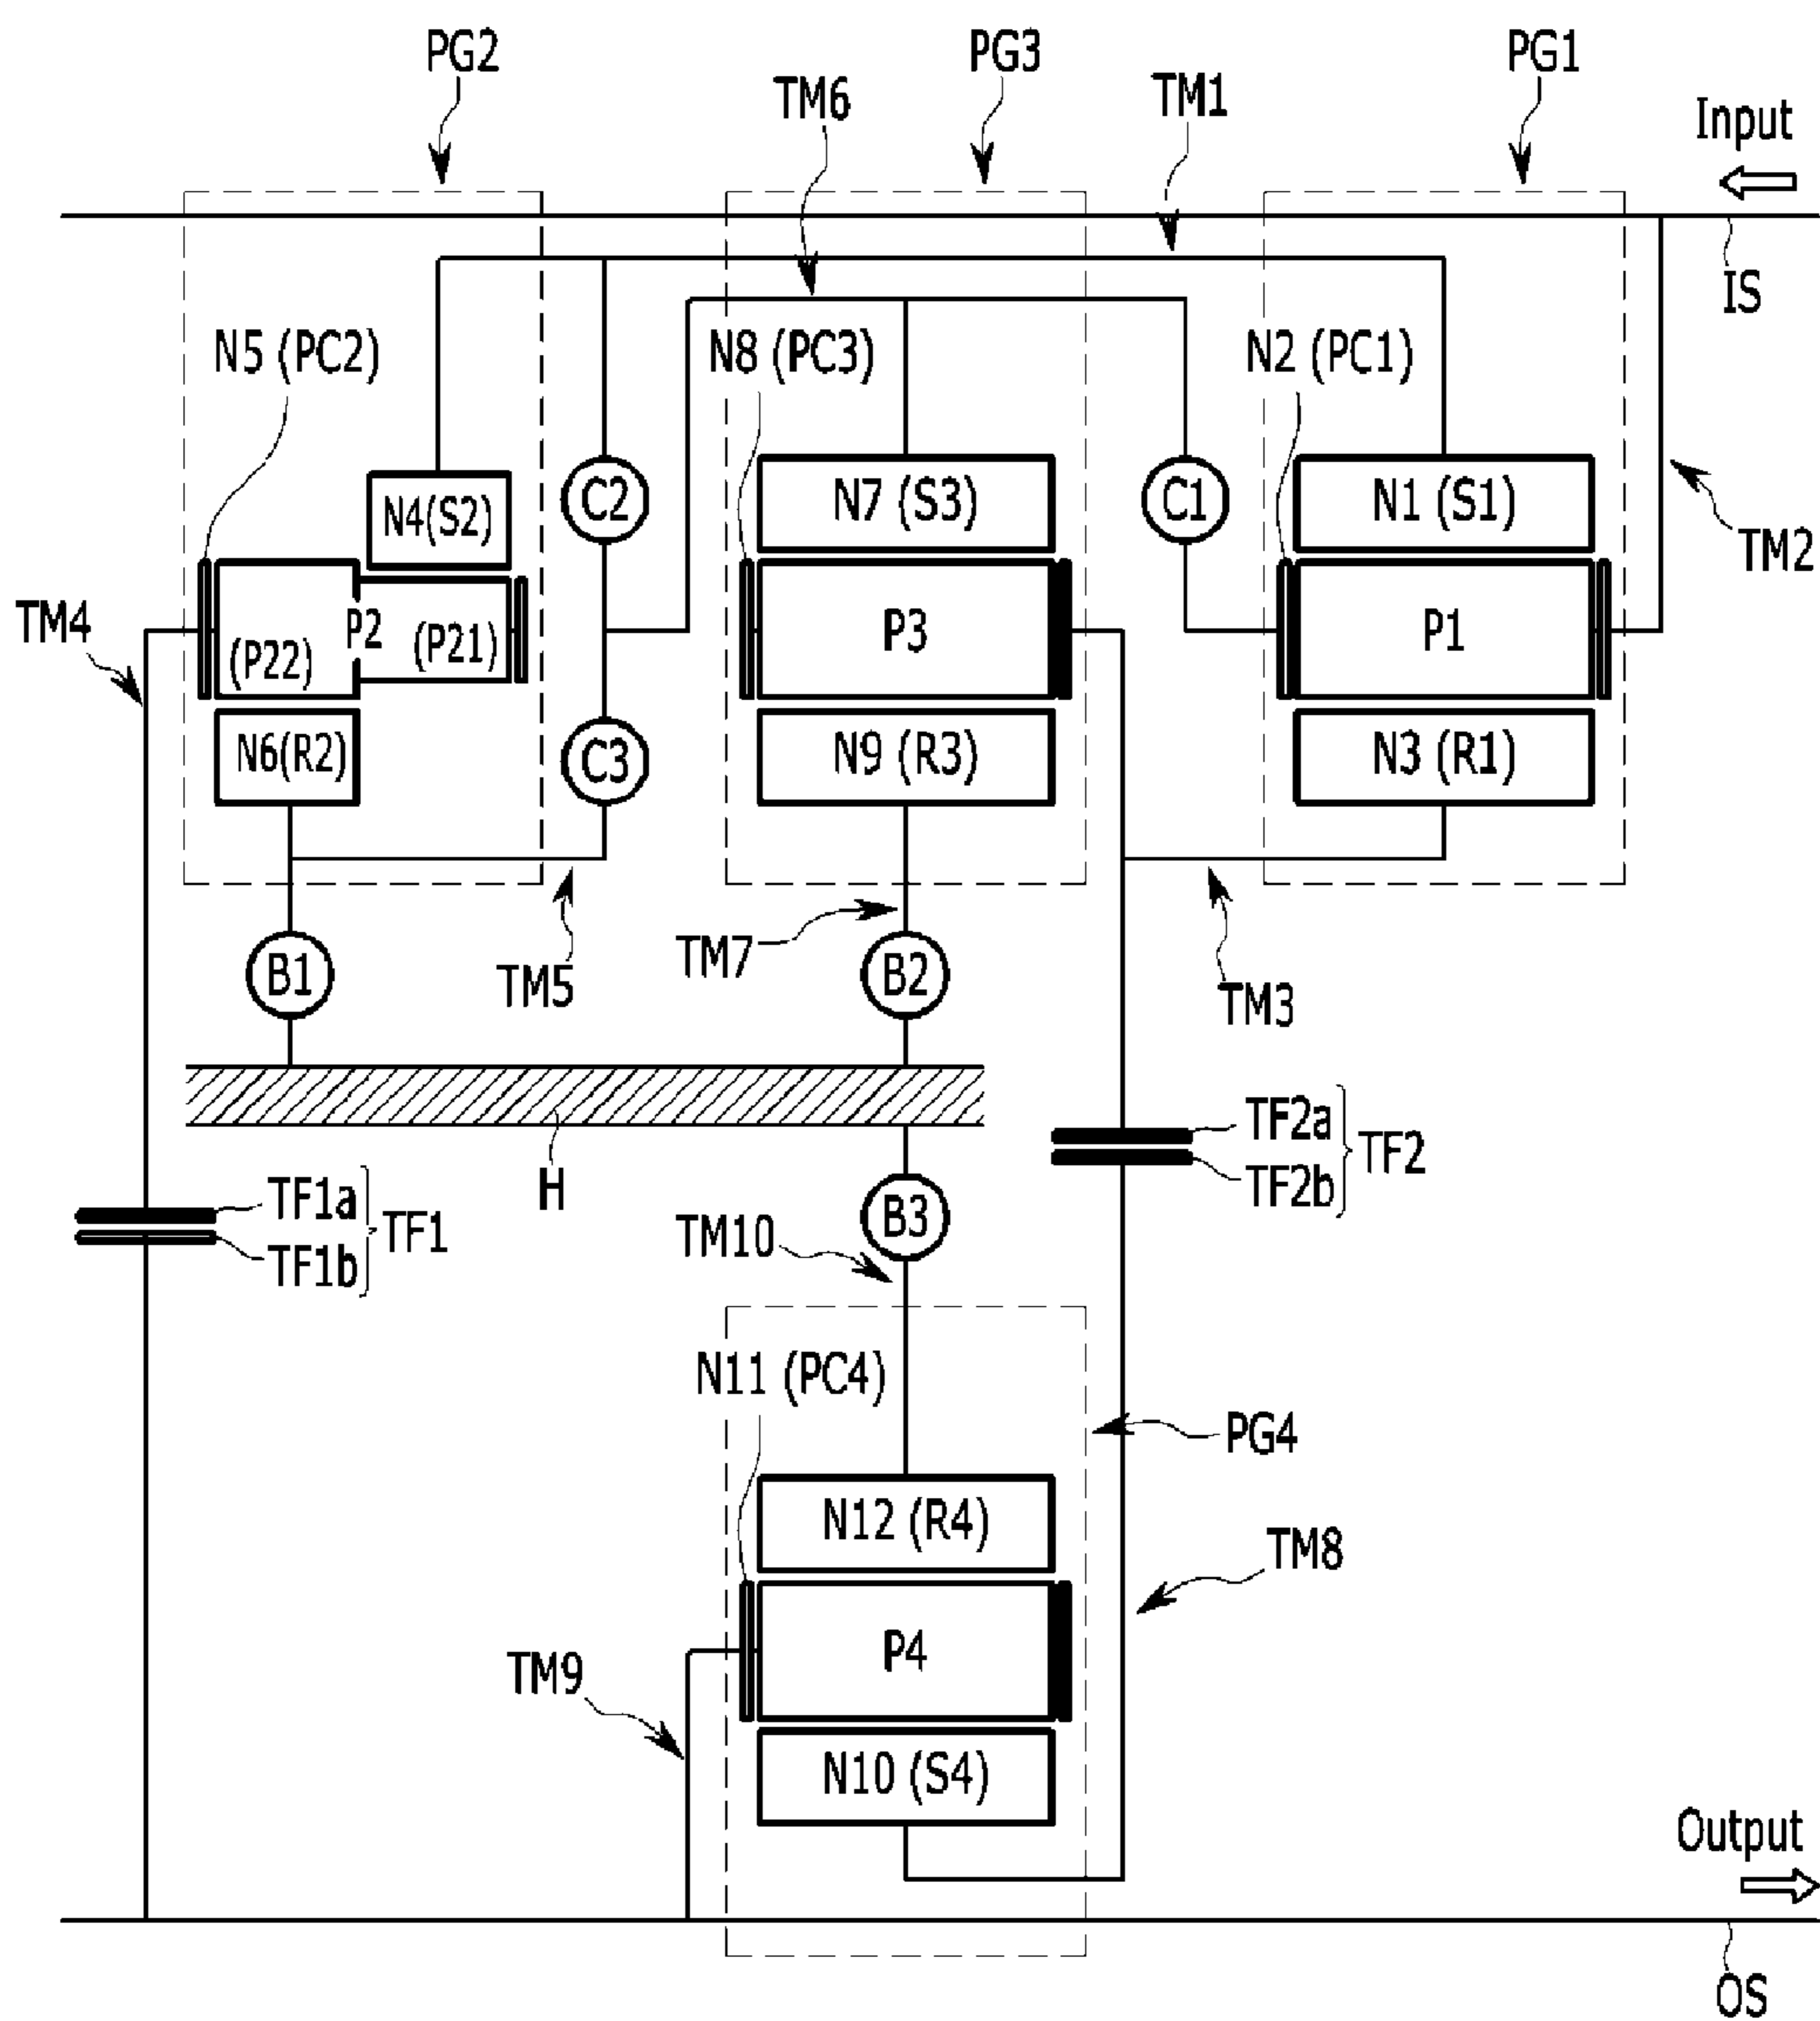 PG2
PG3
PG1
TM6
TM1
Input
IS
N5 (PC2)
N8 (PC3)
N2 (PC1)
N4(S2)
C2
N7 (S3)
C1
N1 (S1)
TM2
TM4
P2
(P22)
(P21)
P3
P1
N6(R2)
C3
N9 (R3)
N3 (R1)
B1
TM5
TM7
B2
TM3
H
TF2a
TF2b
TF2
TF1a
TF1b
TF1
B3
TM10
N11 (PC4)
PG4
N12 (R4)
TM8
P4
TM9
N10 (S4)
Output
OS